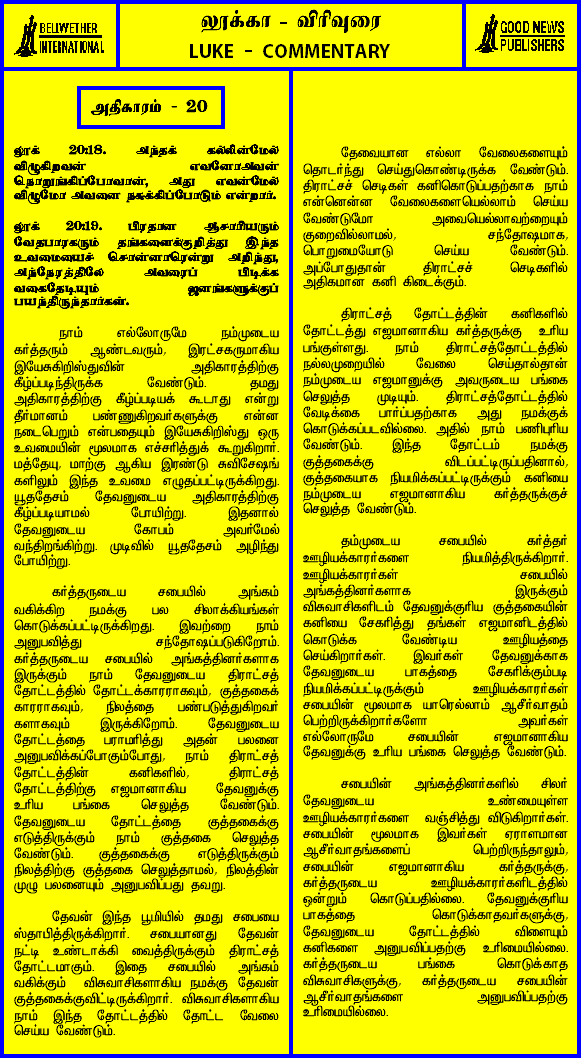 BELWETHER
INTERNATIONAL
லூக்கா - விரிவுரை
LUKE - COMMENTARY
GOOD NEWS
PUBLISHERS
அதிகாரம் - 20
லூக் 20:18. அந்தக் கல்லின்மேல்
விழுகிறவன் எவனோஅவன்
நொறுங்கிப்போவான், அது எவன்மேல்
விழுமோ அவனை நசுக்கிப்போடும் என்றார்.
லூக் 20:19. பிரதான ஆசாரியரும்
வேதபாரகரும் தங்களைக்குறித்து இந்த
உவமையைச் சொன்னாரென்று அறிந்து,
அந்நேரத்திலே அவரைப் பிடிக்க
வகைதேடியும் ஜனங்களுக்குப்
பயந்திருந்தார்கள்.
நாம் எல்லோருமே நம்முடைய
கர்த்தரும் ஆண்டவரும், இரட்சகருமாகிய
இயேசுகிறிஸ்துவின் அதிகாரத்திற்கு
கீழ்ப்படிந்திருக்க வேண்டும். தமது
அதிகாரத்திற்கு கீழ்ப்படியக் கூடாது என்று
தீர்மானம் பண்ணுகிறவர்களுக்கு என்ன
நடைபெறும் என்பதையும் இயேசுகிறிஸ்து ஒரு
உவமையின் மூலமாக எச்சரித்துக் கூறுகிறார்.
மத்தேயு, மாற்கு ஆகிய இரண்டு சுவிசேஷங்
களிலும் இந்த உவமை எழுதப்பட்டிருக்கிறது.
யூததேசம் தேவனுடைய அதிகாரத்திற்கு
கீழ்ப்படியாமல் போயிற்று. இதனால்
தேவனுடைய கோபம் அவர்மேல்
வந்திறங்கிற்று. முடிவில் யூததேசம் அழிந்து
போயிற்று.
கர்த்தருடைய சபையில் அங்கம்
வகிக்கிற நமக்கு பல சிலாக்கியங்கள்
கொடுக்கப்பட்டிருக்கிறது. இவற்றை நாம்
அனுபவித்து சந்தோஷப்படுகிறோம்.
கர்த்தருடைய சபையில் அங்கத்தினர்களாக
இருக்கும் நாம் தேவனுடைய திராட்சத்
தோட்டத்தில் தோட்டக்காரராகவும், குத்தகைக்
காரராகவும், நிலத்தை பண்படுத்துகிறவர்
களாகவும் இருக்கிறோம். தேவனுடைய
தோட்டத்தை பராமரித்து அதன் பலனை
அனுபவிக்கப்போகும்போது, நாம் திராட்சத்
தோட்டத்தின் கனிகளில், திராட்சத்
தோட்டத்திற்கு எஜமானாகிய தேவனுக்கு
உரிய பங்கை செலுத்த வேண்டும்.
தேவனுடைய தோட்டத்தை குத்தகைக்கு
எடுத்திருக்கும் நாம் குத்தகை செலுத்த
வேண்டும். குத்தகைக்கு எடுத்திருக்கும்
நிலத்திற்கு குத்தகை செலுத்தாமல், நிலத்தின்
முழு பலனையும் அனுபவிப்பது தவறு.
தேவன் இந்த பூமியில் தமது சபையை
ஸ்தாபித்திருக்கிறார். சபையானது தேவன்
நட்டி உண்டாக்கி வைத்திருக்கும் திராட்சத்
தோட்டமாகும். இதை சபையில் அங்கம்
வகிக்கும் விசுவாசிகளாகிய நமக்கு தேவன்
குத்தகைக்குவிட்டிருக்கிறார். விசுவாசிகளாகிய
நாம் இந்த தோட்டத்தில் தோட்ட வேலை
செய்ய வேண்டும்.
தேவையான எல்லா வேலைகளையும்
தொடர்ந்து செய்துகொண்டிருக்க வேண்டும்.
திராட்சச் செடிகள் கனிகொடுப்பதற்காக நாம்
என்னென்ன வேலைகளையெல்லாம் செய்ய
வேண்டுமோ அவையெல்லாவற்றையும்
குறைவில்லாமல், சந்தோஷமாக,
பொறுமையோடு செய்ய வேண்டும்.
அப்போதுதான் திராட்சச் செடிகளில்
அதிகமான கனி கிடைக்கும்.
திராட்சத் தோட்டத்தின் கனிகளில்
தோட்டத்து எஜமானாகிய கர்த்தருக்கு உரிய
பங்குள்ளது. நாம் திராட்சத்தோட்டத்தில்
நல்லமுறையில் வேலை செய்தால்தான்
நம்முடைய எஜமானுக்கு அவருடைய பங்கை
செலுத்த முடியும். திராட்சத்தோட்டத்தில்
வேடிக்கை பார்ப்பதற்காக அது நமக்குக்
கொடுக்கப்படவில்லை. அதில் நாம் பணிபுரிய
வேண்டும். இந்த தோட்டம் நமக்கு
குத்தகைக்கு விடப்பட்டிருப்பதினால்,
குத்தகையாக நியமிக்கப்பட்டிருக்கும் கனியை
நம்முடைய எஜமானாகிய கர்த்தருக்குச்
செலுத்த வேண்டும்.
தம்முடைய சபையில் கர்த்தர்
ஊழியக்காரர்களை நியமித்திருக்கிறார்.
ஊழியக்காரர்கள் சபையில்
அங்கத்தினர்களாக இருக்கும்
விசுவாசிகளிடம் தேவனுக்குரிய குத்தகையின்
கனியை சேகரித்து தங்கள் எஜமானிடத்தில்
கொடுக்க வேண்டிய ஊழியத்தை
செய்கிறார்கள். இவர்கள் தேவனுக்காக
தேவனுடைய பாகத்தை சேகரிக்கும்படி
நியமிக்கப்பட்டிருக்கும் ஊழியக்காரர்கள்
சபையின் மூலமாக யாரெல்லாம் ஆசீர்வாதம்
பெற்றிருக்கிறார்களோ அவர்கள்
எல்லோருமே சபையின் எஜமானாகிய
தேவனுக்கு உரிய பங்கை செலுத்த வேண்டும்.
சபையின் அங்கத்தினர்களில் சிலர்
தேவனுடைய உண்மையுள்ள
ஊழியக்காரர்களை வஞ்சித்து விடுகிறார்கள்.
சபையின் மூலமாக இவர்கள் ஏராளமான
ஆசீர்வாதங்களைப் பெற்றிருந்தாலும்,
சபையின் எஜமானாகிய கர்த்தருக்கு,
கர்த்தருடைய ஊழியக்காரர்களிடத்தில்
ஒன்றும் கொடுப்பதில்லை. தேவனுக்குரிய
பாகத்தை கொடுக்காதவர்களுக்கு,
தேவனுடைய தோட்டத்தில் விளையும்
கனிகளை அனுபவிப்பதற்கு உரிமையில்லை.
கர்த்தருடைய பங்கை கொடுக்காத
விசுவாசிகளுக்கு, கர்த்தருடைய சபையின்
ஆசீர்வாதங்களை அனுபவிப்பதற்கு
உரிமையில்லை.